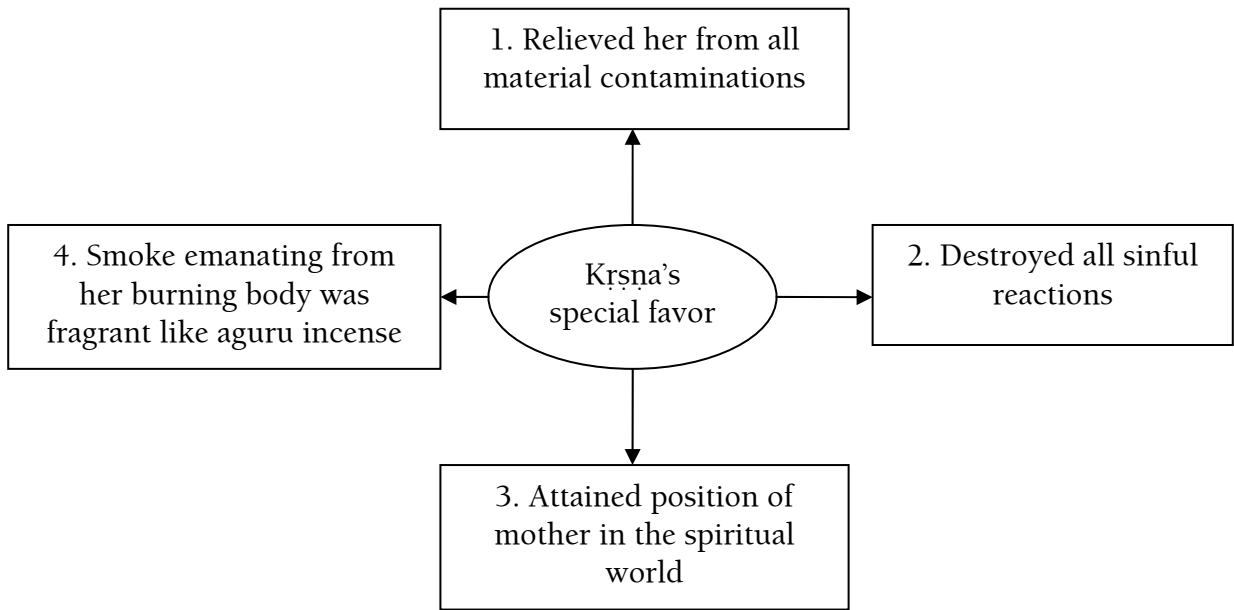 1. Relieved her from all
material contaminations
4. Smoke emanating from
her burning body was
fragrant like aguru incense
Kṛṣṇa’s
special favor
2. Destroyed all sinful
reactions
3. Attained position of
mother in the spiritual
world